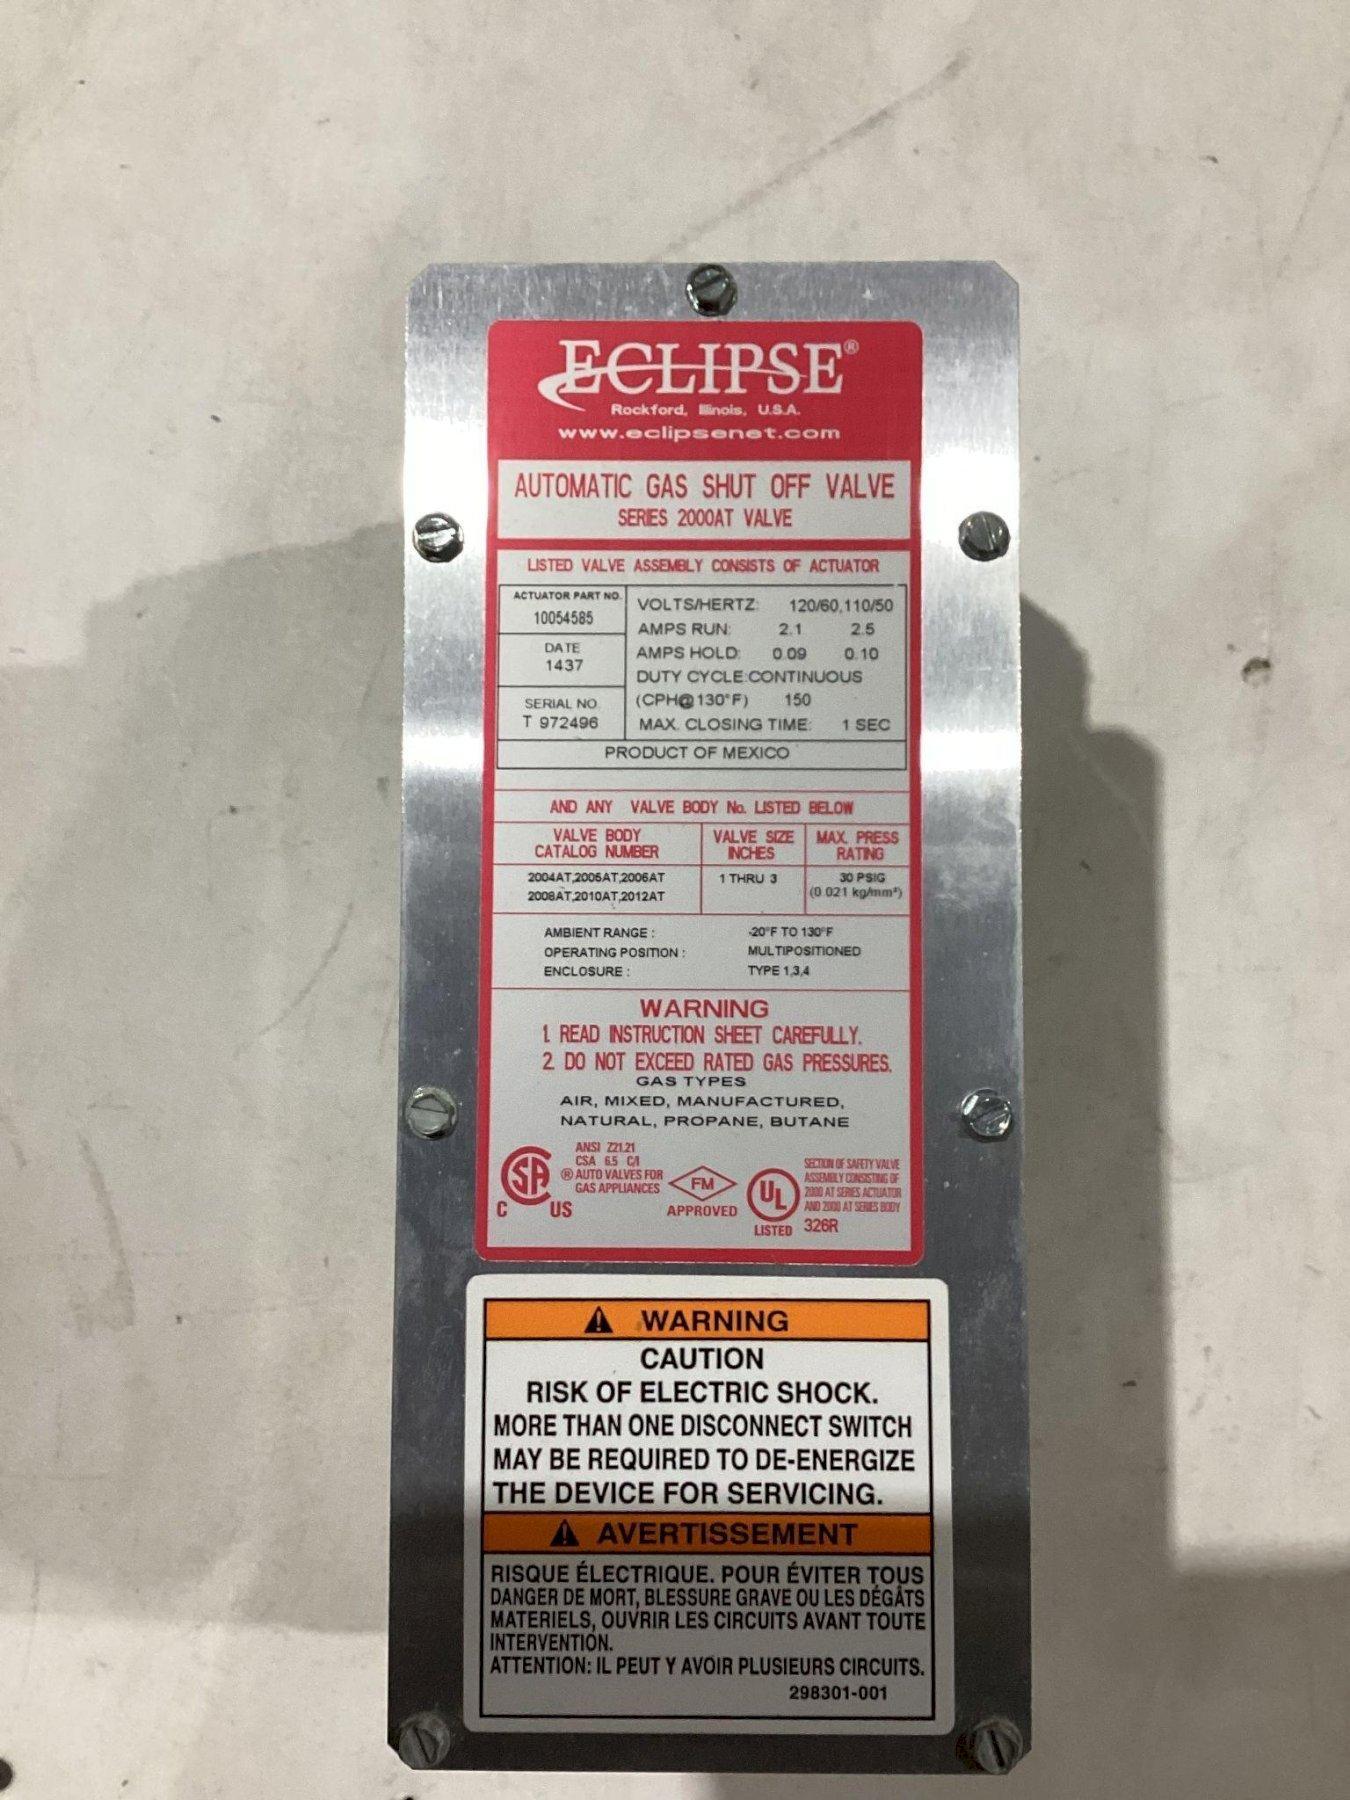 ECLIPSE®
Rockford, Illinois, U.S.A.
www.eclipsenet.com
AUTOMATIC GAS SHUT OFF VALVE
SERIES 2000AT VALVE
LISTED VALVE ASSEMBLY CONSISTS OF ACTUATOR
ACTUATOR PART NO.
10054585
DATE
1437
SERIAL NO.
T 972496
VOLTS/HERTZ: 120/60,110/50
AMPS RUN: 2.1 2.5
AMPS HOLD: 0.09 0.10
DUTY CYCLE:CONTINUOUS
(CPH@130°F) 150
MAX. CLOSING TIME: 1 SEC
PRODUCT OF MEXICO
AND ANY VALVE BODY No. LISTED BELOW
VALVE BODY CATALOG NUMBER
VALVE SIZE INCHES
MAX. PRESS RATING
2004AT,2005AT,2006AT
2008AT,2010AT,2012AT
1 THRU 3
30 PSIG
(0.021 kg/mm²)
AMBIENT RANGE : -20°F TO 130°F
OPERATING POSITION : MULTIPOSITIONED
ENCLOSURE : TYPE 1,3,4
WARNING
1. READ INSTRUCTION SHEET CAREFULLY.
2. DO NOT EXCEED RATED GAS PRESSURES.
GAS TYPES
AIR, MIXED, MANUFACTURED,
NATURAL, PROPANE, BUTANE
SA
®
C US
ANSI Z21.21
CSA 6.5 C/I
AUTO VALVES FOR
GAS APPLIANCES
FM
APPROVED
UL
LISTED
SECTION OF SAFETY VALVE
ASSEMBLY CONSISTING OF
2000 AT SERIES ACTUATOR
AND 2000 AT SERIES BODY
326R
WARNING
CAUTION
RISK OF ELECTRIC SHOCK.
MORE THAN ONE DISCONNECT SWITCH
MAY BE REQUIRED TO DE-ENERGIZE
THE DEVICE FOR SERVICING.
AVERTISSEMENT
RISQUE ÉLECTRIQUE. POUR ÉVITER TOUS
DANGER DE MORT, BLESSURE GRAVE OU LES DÉGÂTS
MATERIELS, OUVRIR LES CIRCUITS AVANT TOUTE
INTERVENTION.
ATTENTION: IL PEUT Y AVOIR PLUSIEURS CIRCUITS.
298301-001